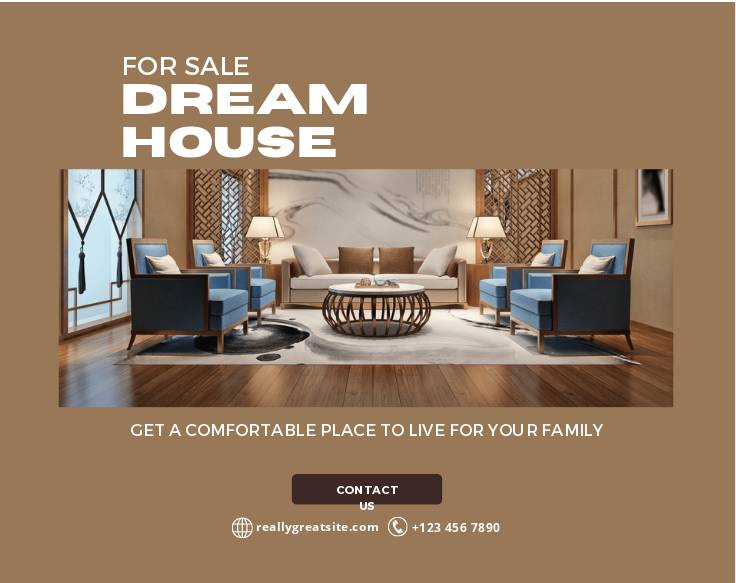 FOR SALE
DREAM
HOUSE
GET A COMFORTABLE PLACE TO LIVE FOR YOUR FAMILY
CONTACT
US
reallygreatsite.com +123 456 7890